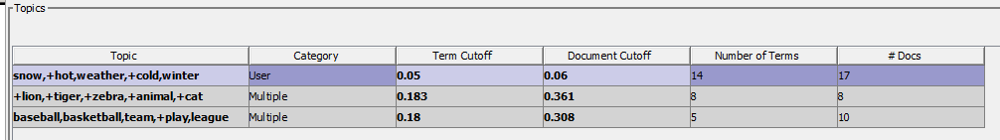 Topics
Topic Category Term Cutoff Document Cutoff Number of Terms # Docs
snow,+hot,weather,+cold,winter User 0.05 0.06 14 17
+lion,+tiger,+zebra,+animal,+cat Multiple 0.183 0.361 8 8
baseball,basketball,team,+play,league Multiple 0.18 0.308 5 10